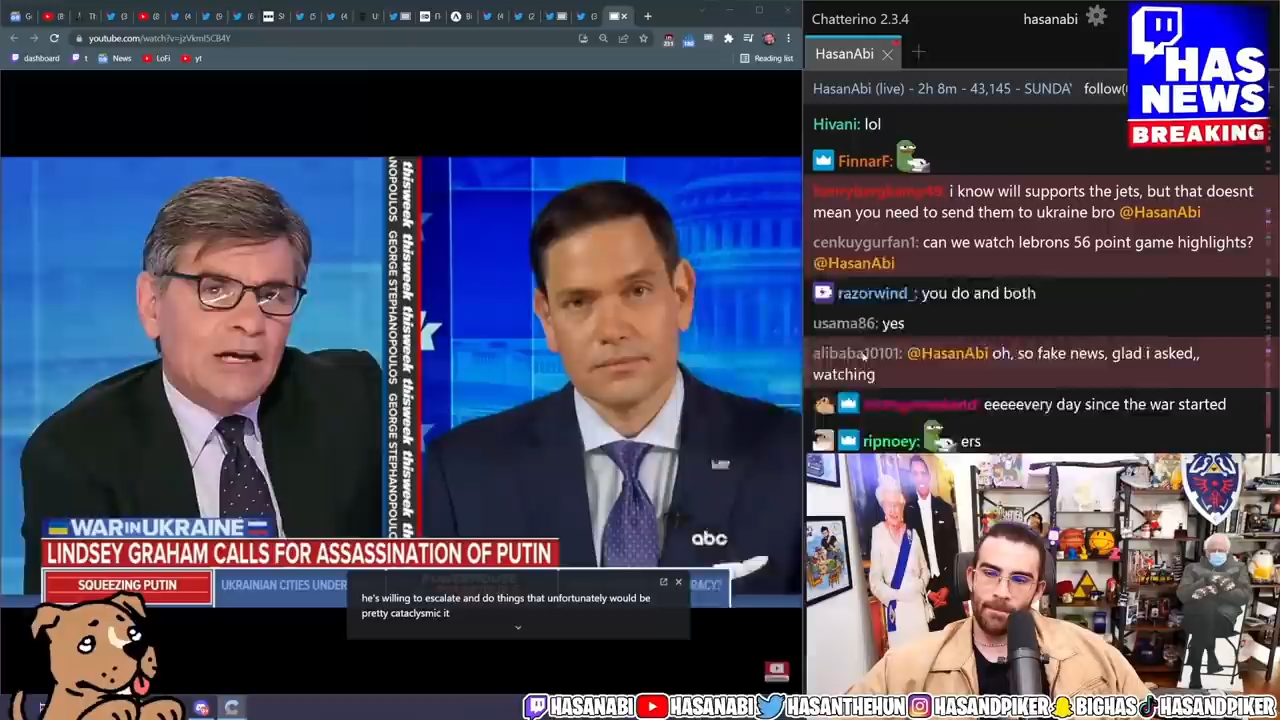 youtube.com/watch?v=jzVkmI5CB4Y
dashboard
t
News
LoFi
yt
Reading list
thisweek thisweek thisweek thisweek
GEORGE STEPHANOPOULOS
abc
WAR IN UKRAINE
LINDSEY GRAHAM CALLS FOR ASSASSINATION OF PUTIN
SQUEEZING PUTIN
UKRAINIAN CITIES UNDER
he's willing to escalate and do things that unfortunately would be
pretty cataclysmic it
Chatterino 2.3.4
hasanabi
HasanAbi
HasanAbi (live) - 2h 8m - 43,145 - SUNDA'
HAS
NEWS
BREAKING
Hivani: lol
FinnarF:
i know will supports the jets, but that doesnt
mean you need to send them to ukraine bro @HasanAbi
cenkuygurfan1: can we watch lebrons 56 point game highlights?
@HasanAbi
razorwind_: you do and both
usama86: yes
alibaba10101: @HasanAbi oh, so fake news, glad i asked,,
watching
eeeeevery day since the war started
ripnoey: ers
HASANABI HASANABI HASANTHEHUN HASANDPIKER BIGHAS HASANDPIKER